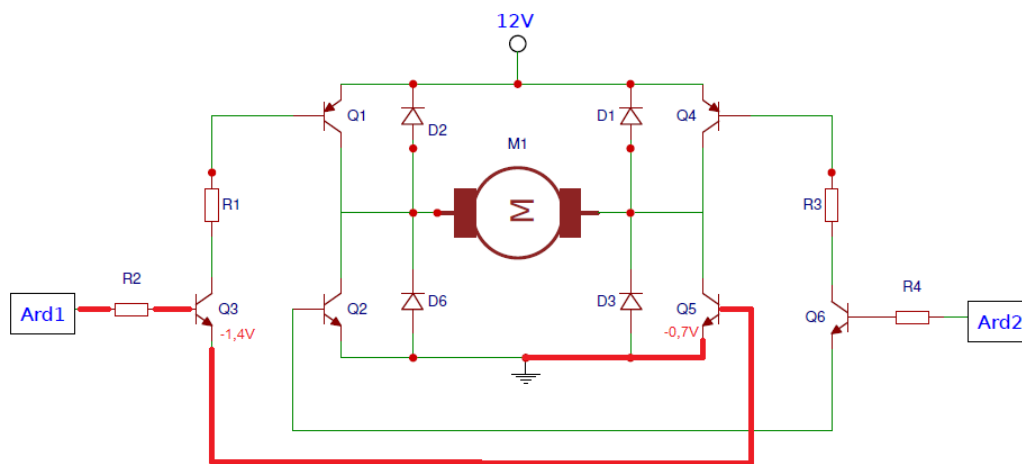 12V
Q1
D2
D1
Q4
M1
M
R1
R3
R2
Ard1
Q3
-1,4V
Q2
D6
D3
Q5
-0,7V
Q6
R4
Ard2